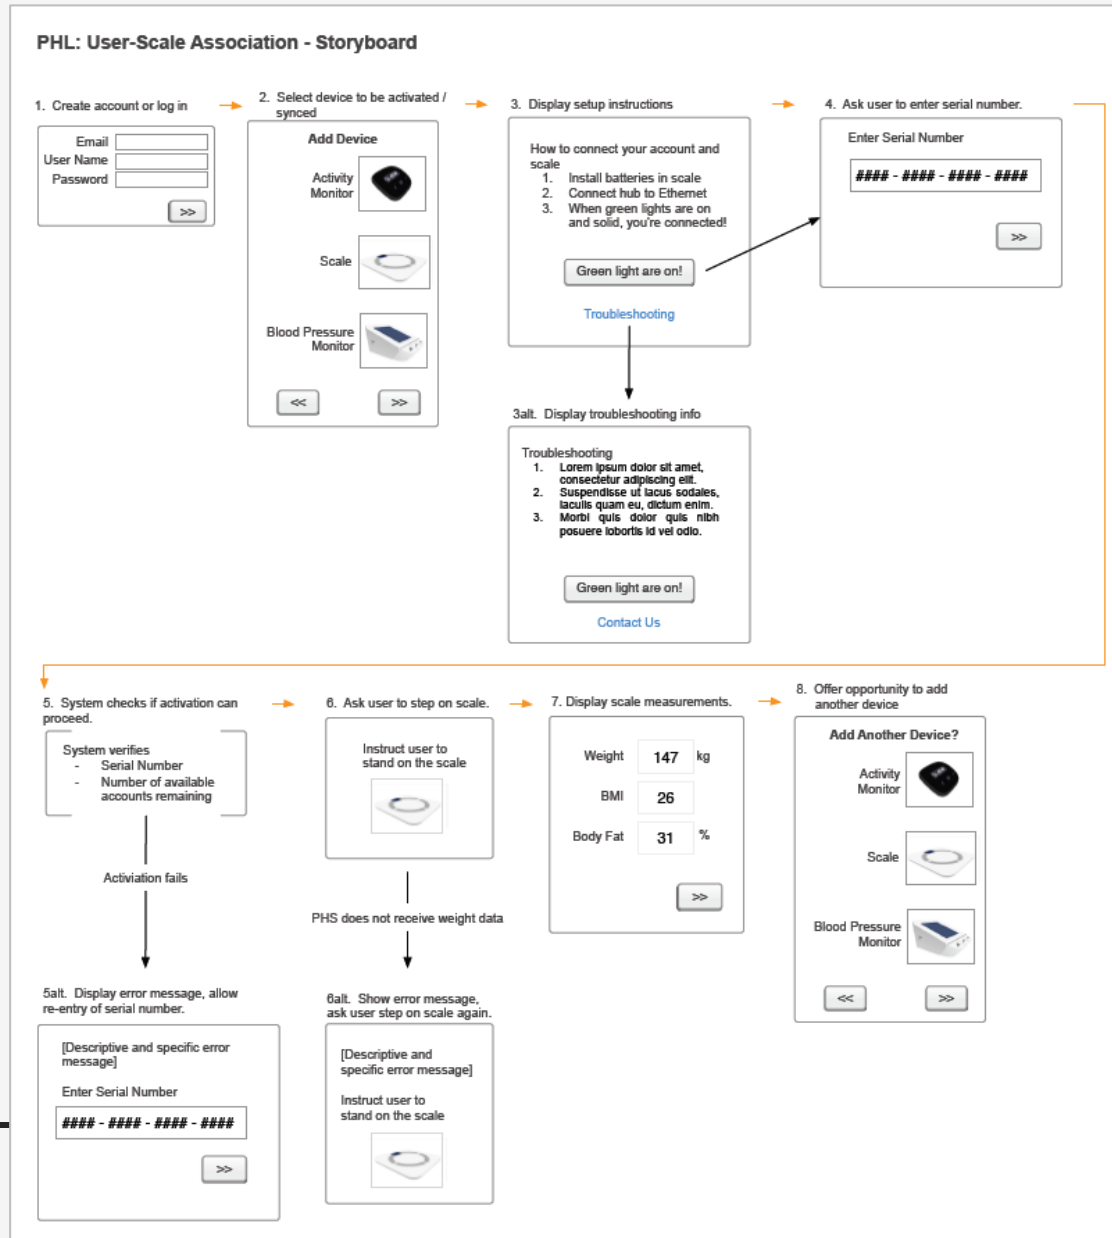 PHL: User-Scale Association - Storyboard
1. Create account or log in
Email
User Name
Password
>>
2. Select device to be activated /
synced
Add Device
Activity
Monitor
Scale
Blood Pressure
Monitor
<<
>>
3. Display setup instructions
How to connect your account and
scale
1. Install batteries in scale
2. Connect hub to Ethernet
3. When green lights are on
and solid, you're connected!
Green light are on!
Troubleshooting
4. Ask user to enter serial number.
Enter Serial Number
#### - #### - #### - ####
>>
3alt. Display troubleshooting info
Troubleshooting
1. Lorem ipsum dolor sit amet,
consectetur adipiscing elit.
2. Suspendisse ut lacus sodales,
iaculis quam eu, dictum enim.
3. Morbi quis dolor quis nibh
posuere lobortis id vel odio.
Green light are on!
Contact Us
5. System checks if activation can
proceed.
System verifies
- Serial Number
- Number of available
accounts remaining
Activiation fails
5alt. Display error message, allow
re-entry of serial number.
[Descriptive and specific error
message]
Enter Serial Number
#### - #### - #### - ####
>>
6. Ask user to step on scale.
Instruct user to
stand on the scale
PHS does not receive weight data
6alt. Show error message,
ask user step on scale again.
[Descriptive and
specific error message]
Instruct user to
stand on the scale
7. Display scale measurements.
Weight 147 kg
BMI 26
Body Fat 31 %
>>
8. Offer opportunity to add
another device
Add Another Device?
Activity
Monitor
Scale
Blood Pressure
Monitor
<<
>>